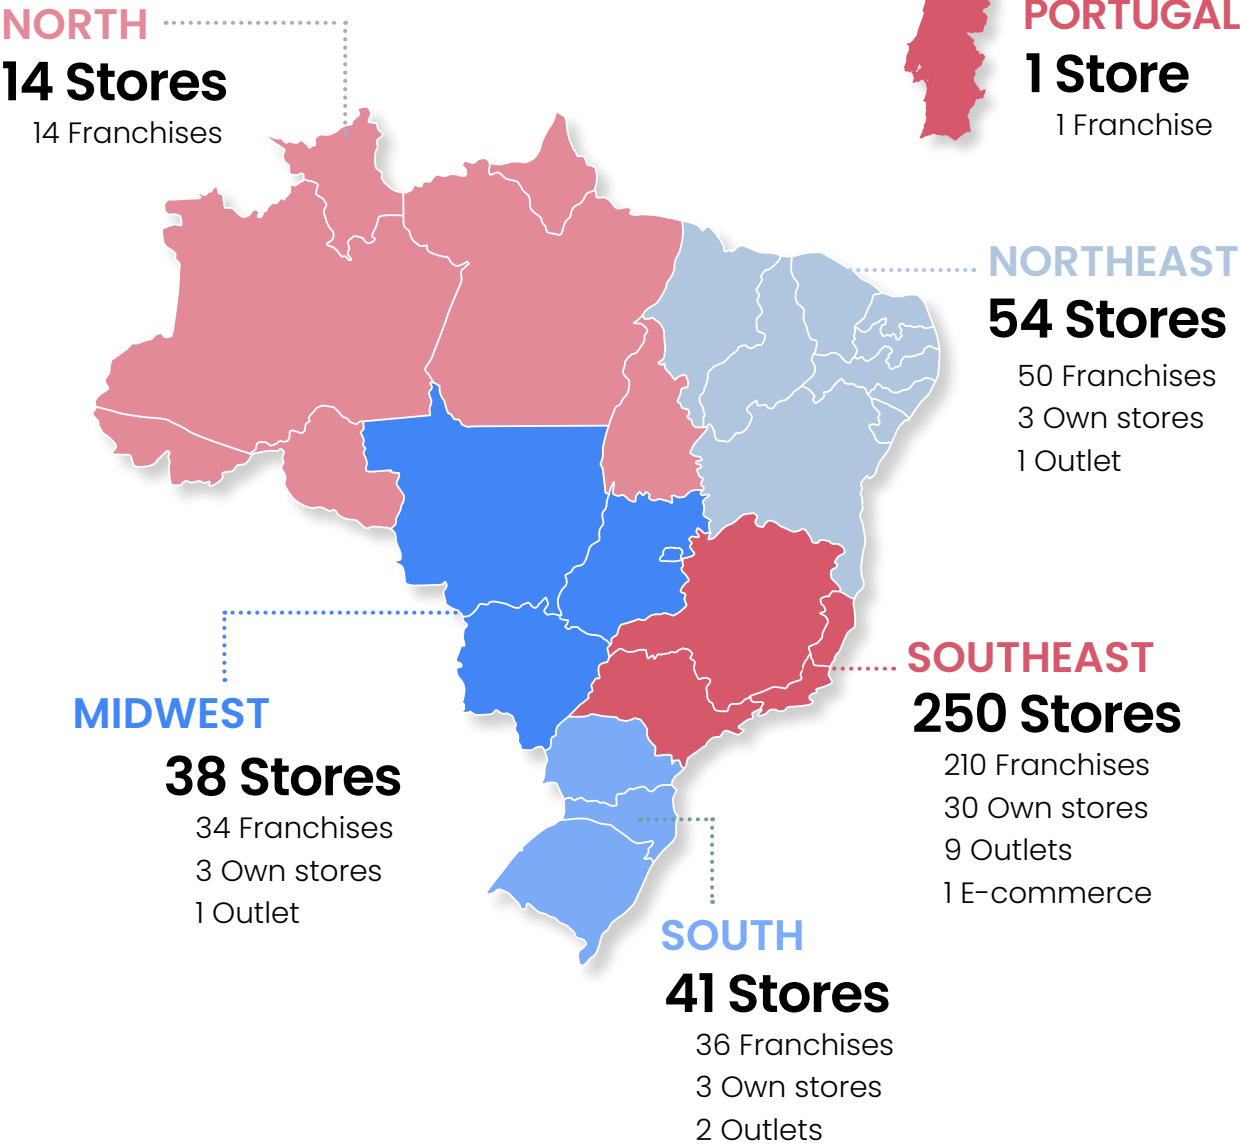 NORTH
14 Stores
14 Franchises
PORTUGAL
1 Store
1 Franchise
NORTHEAST
54 Stores
50 Franchises
3 Own stores
1 Outlet
SOUTHEAST
250 Stores
210 Franchises
30 Own stores
9 Outlets
1 E-commerce
MIDWEST
38 Stores
34 Franchises
3 Own stores
1 Outlet
SOUTH
41 Stores
36 Franchises
3 Own stores
2 Outlets